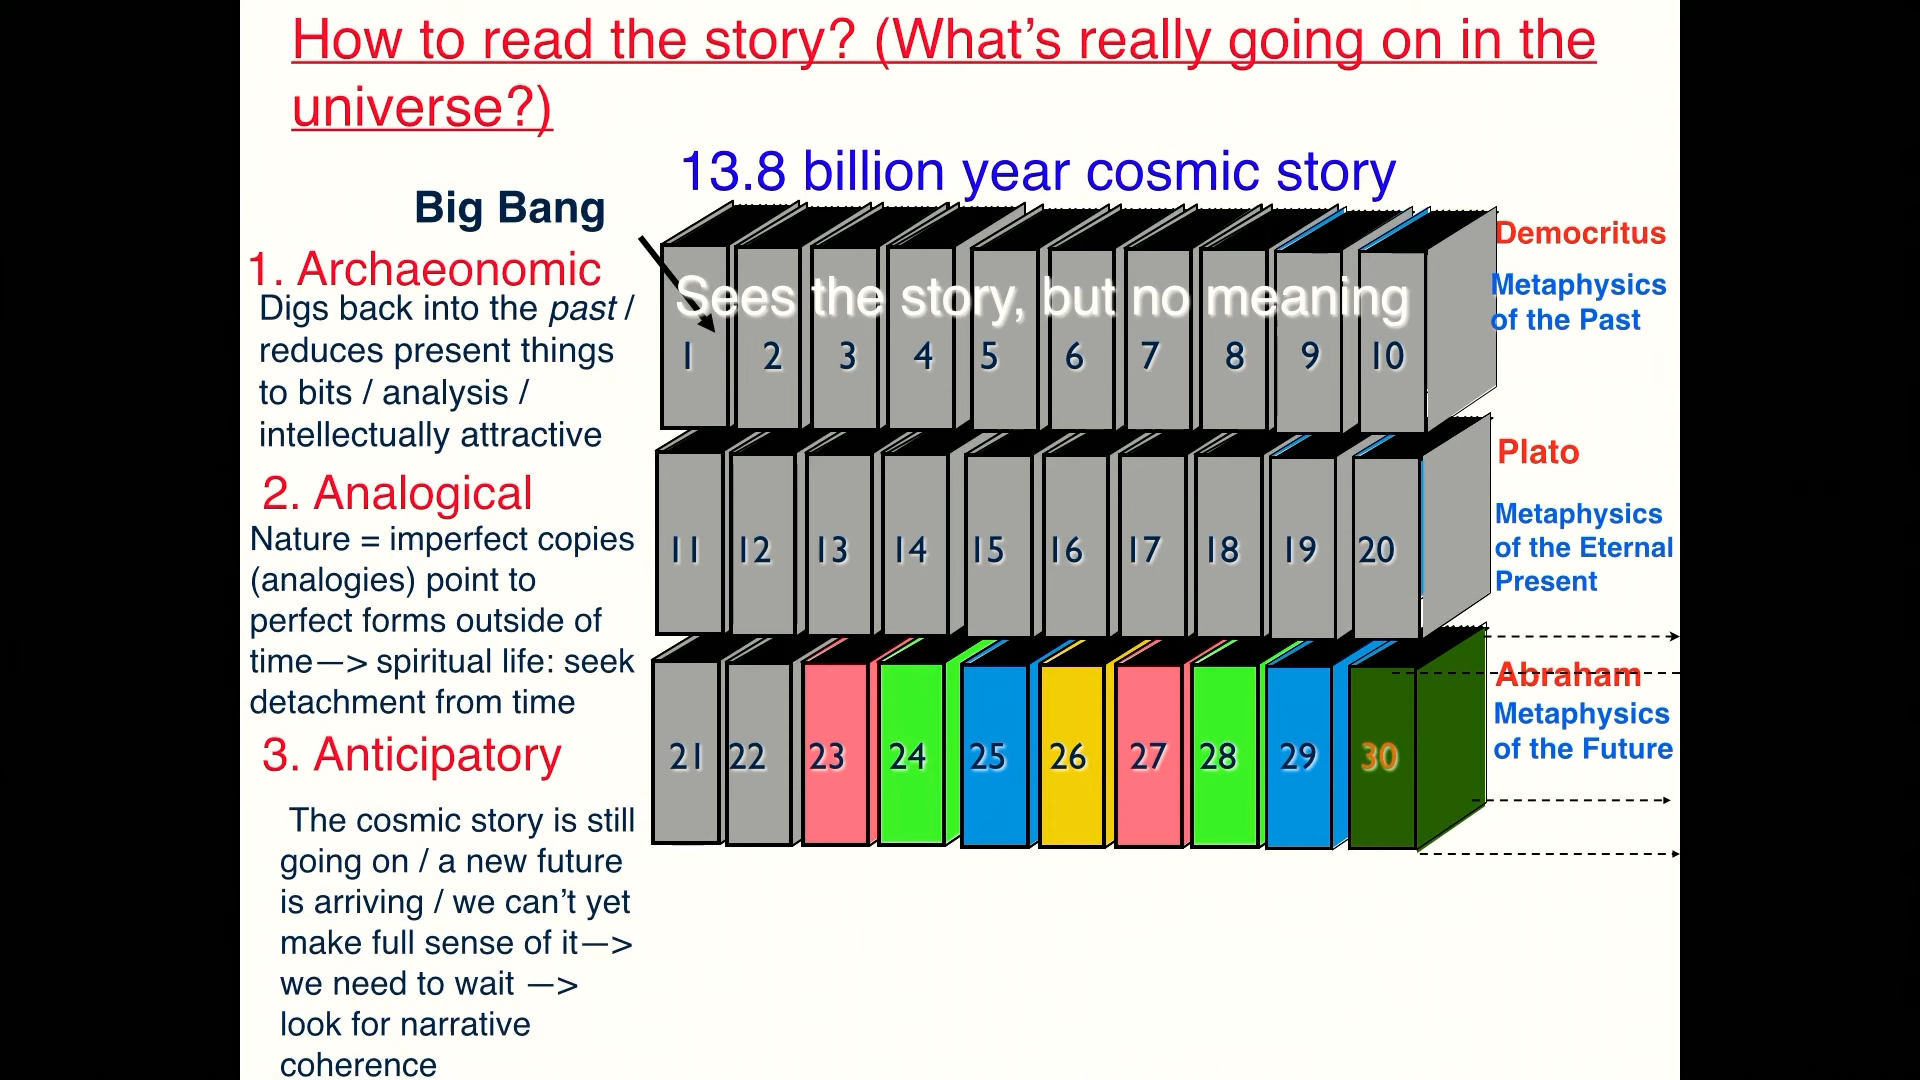 How to read the story? (What’s really going on in the
universe?)
13.8 billion year cosmic story
Big Bang
1. Archaeonomic
Digs back into the past /
reduces present things
to bits / analysis /
intellectually attractive
2. Analogical
Nature = imperfect copies
(analogies) point to
perfect forms outside of
time—> spiritual life: seek
detachment from time
3. Anticipatory
The cosmic story is still
going on / a new future
is arriving / we can’t yet
make full sense of it—>
we need to wait —>
look for narrative
coherence
Sees the story, but no meaning
1 2 3 4 5 6 7 8 9 10
11 12 13 14 15 16 17 18 19 20
21 22 23 24 25 26 27 28 29 30
Democritus
Metaphysics
of the Past
Plato
Metaphysics
of the Eternal
Present
Abraham
Metaphysics
of the Future